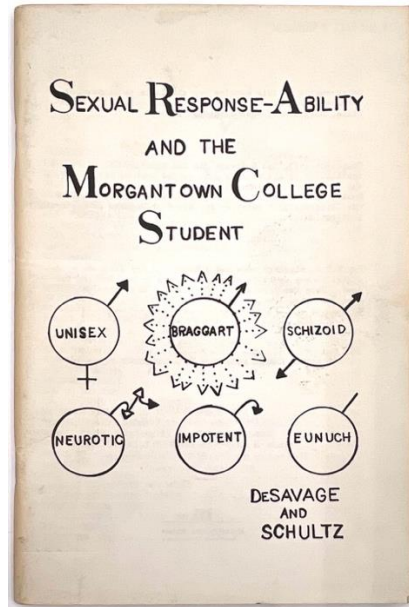 SEXUAL RESPONSE-ABILITY
AND THE
MORGANTOWN COLLEGE
STUDENT
UNISEX BRAGGART SCHIZOID
NEUROTIC IMPOTENT EUNUCH
DESAVAGE
AND
SCHULTZ